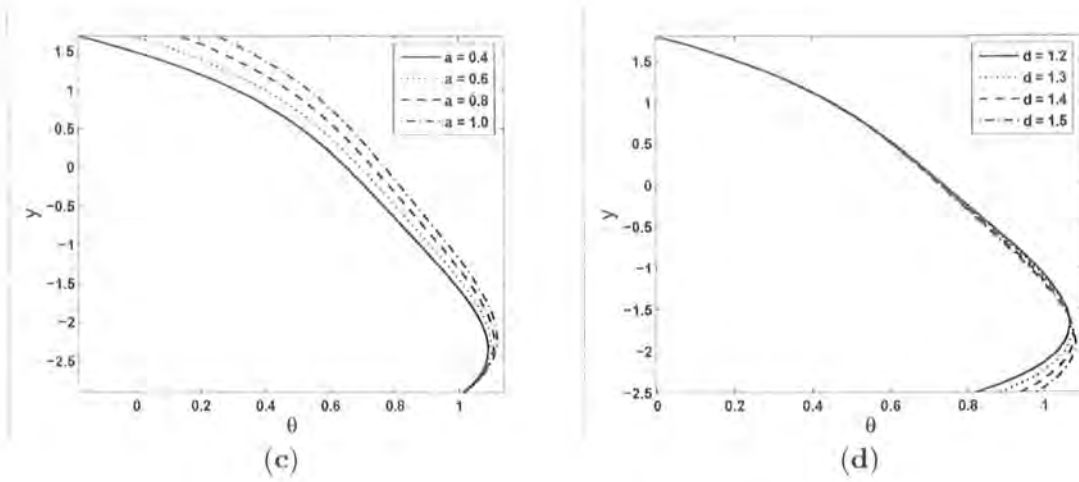 1.5
1
0.5
0
−0.5
−1
−1.5
−2
−2.5
y
0 0.2 0.4 0.6 0.8 1
θ
a = 0.4
a = 0.6
a = 0.8
a = 1.0
(c)
1.5
1
0.5
0
−0.5
−1
−1.5
−2
−2.5
y
0 0.2 0.4 0.6 0.8 1
θ
d = 1.2
d = 1.3
d = 1.4
d = 1.5
(d)